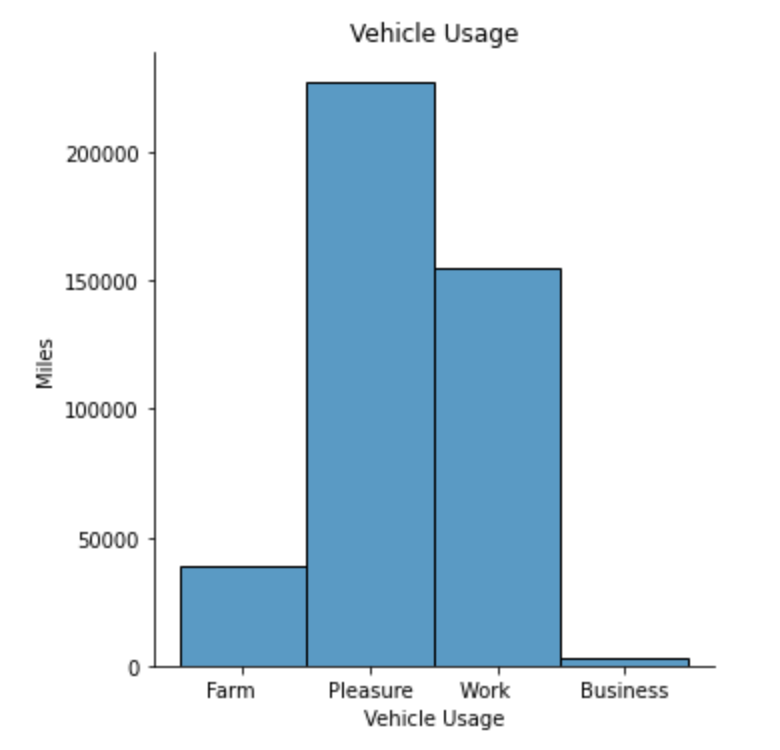 Vehicle Usage
200000
150000
100000
50000
0
Miles
Farm Pleasure Work Business
Vehicle Usage